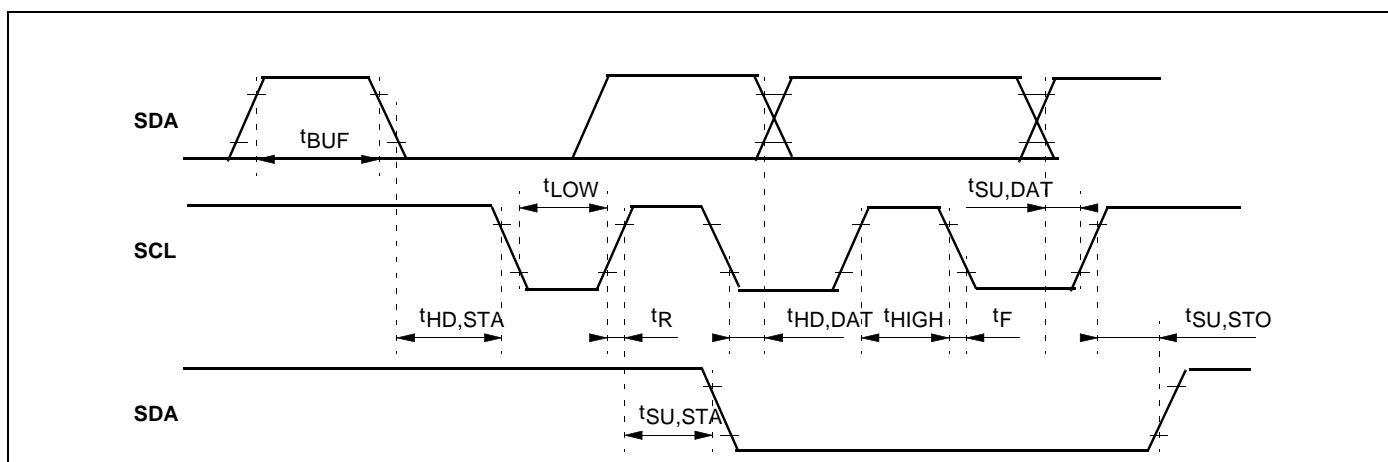 SDA
tBUF
tLOW
tSU,DAT
SCL
tHD,STA
tR
tHD,DAT
tHIGH
tF
tSU,STO
SDA
tSU,STA